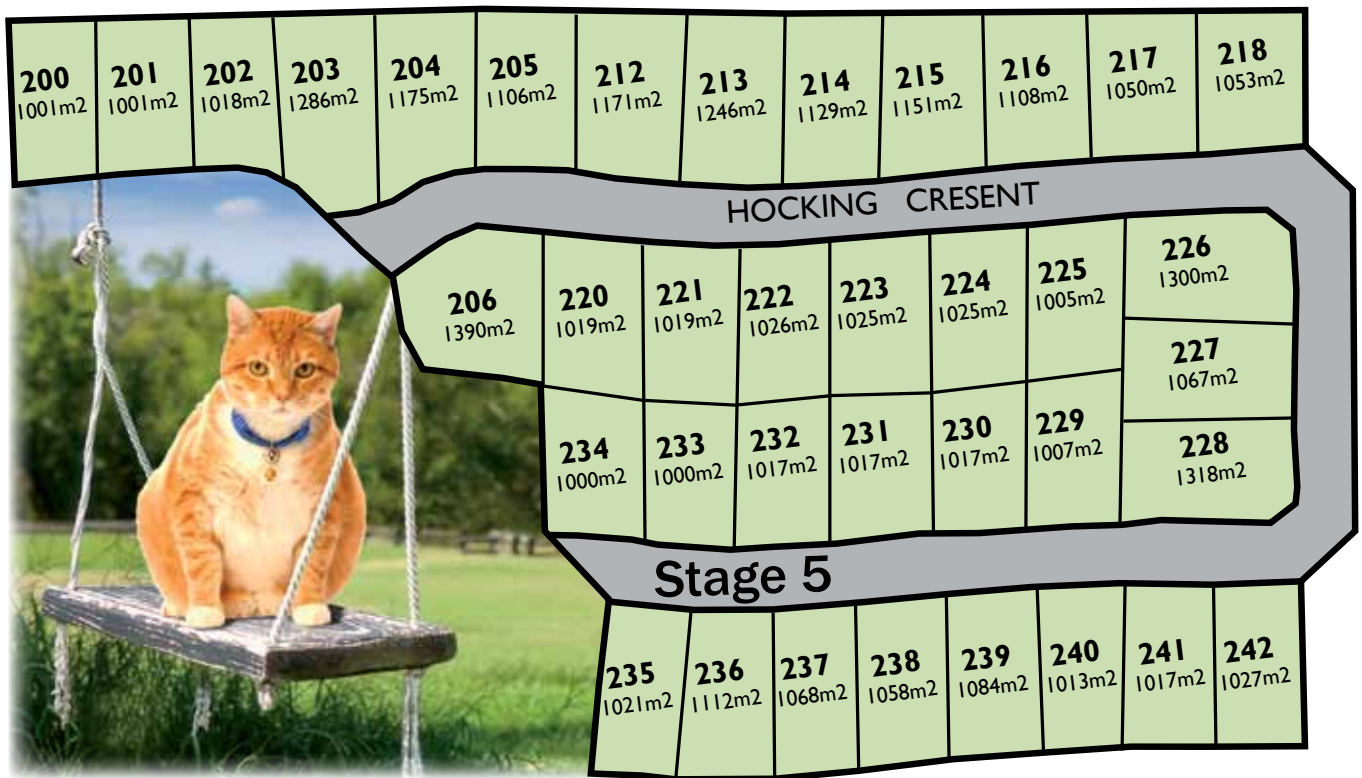 200
1001m2
201
1001m2
202
1018m2
203
1286m2
204
1175m2
205
1106m2
212
1171m2
213
1246m2
214
1129m2
215
1151m2
216
1108m2
217
1050m2
218
1053m2
HOCKING CRESENT
206
1390m2
220
1019m2
221
1019m2
222
1026m2
223
1025m2
224
1025m2
225
1005m2
226
1300m2
227
1067m2
234
1000m2
233
1000m2
232
1017m2
231
1017m2
230
1017m2
229
1007m2
228
1318m2
Stage 5
235
1021m2
236
1112m2
237
1068m2
238
1058m2
239
1084m2
240
1013m2
241
1017m2
242
1027m2